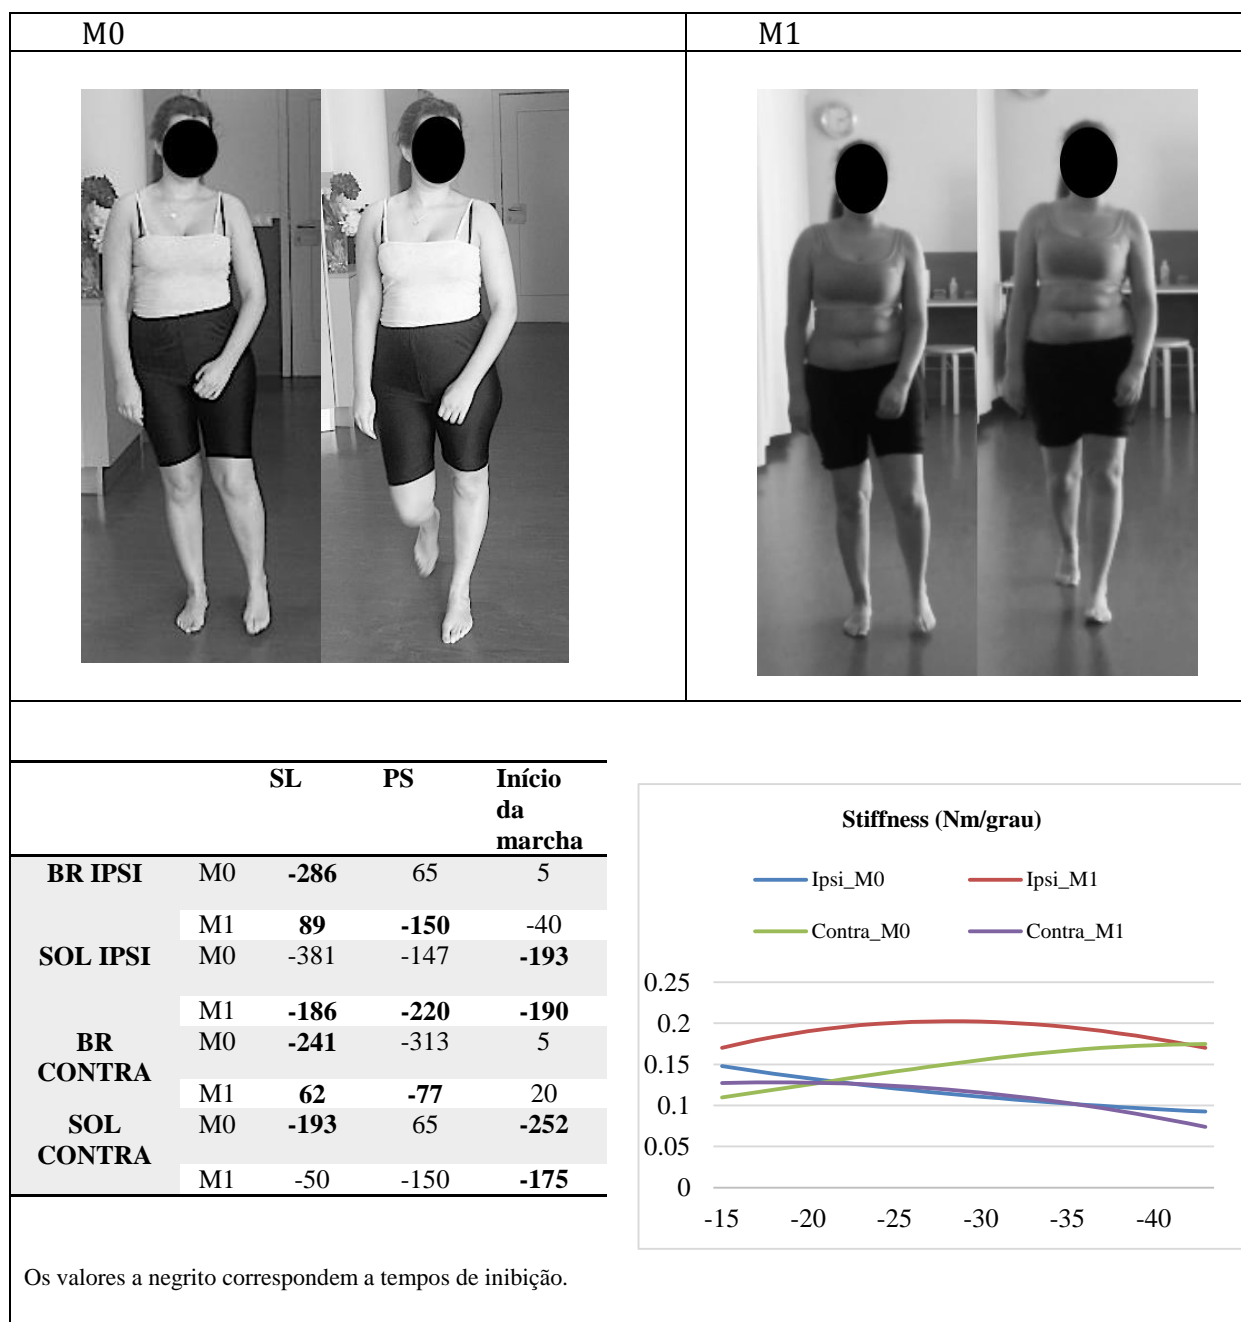 M0 M1
SL PS Início da marcha
BR IPSI M0 -286 65 5
M1 89 -150 -40
SOL IPSI M0 -381 -147 -193
M1 -186 -220 -190
BR CONTRA M0 -241 -313 5
M1 62 -77 20
SOL CONTRA M0 -193 65 -252
M1 -50 -150 -175
Os valores a negrito correspondem a tempos de inibição.
Stiffness (Nm/grau)
Ipsi_M0 Ipsi_M1
Contra_M0 Contra_M1
0.25
0.2
0.15
0.1
0.05
0
-15 -20 -25 -30 -35 -40